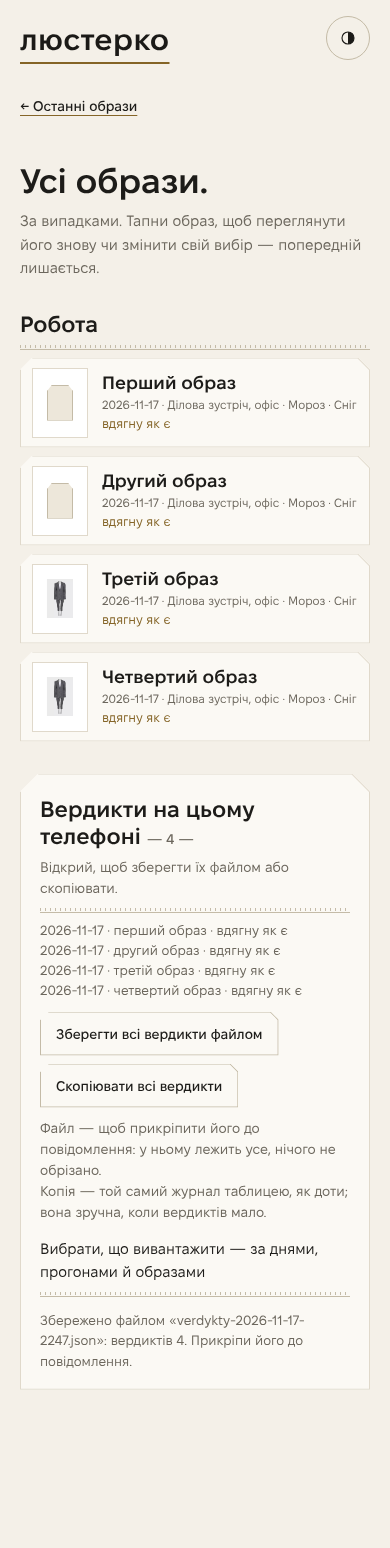 люстерко
← Останні образи
Усі образи.
За випадками. Тапни образ, щоб переглянути
його знову чи змінити свій вибір — попередній
лишається.
Робота
Перший образ
2026-11-17 · Ділова зустріч, офіс · Мороз · Сніг
вдягну як є
Другий образ
2026-11-17 · Ділова зустріч, офіс · Мороз · Сніг
вдягну як є
Третій образ
2026-11-17 · Ділова зустріч, офіс · Мороз · Сніг
вдягну як є
Четвертий образ
2026-11-17 · Ділова зустріч, офіс · Мороз · Сніг
вдягну як є
Вердикти на цьому
телефоні — 4 —
Відкрий, щоб зберегти їх файлом або
скопіювати.
2026-11-17 · перший образ · вдягну як є
2026-11-17 · другий образ · вдягну як є
2026-11-17 · третій образ · вдягну як є
2026-11-17 · четвертий образ · вдягну як є
Зберегти всі вердикти файлом
Скопіювати всі вердикти
Файл — щоб прикріпити його до
повідомлення: у ньому лежить усе, нічого не
обрізано.
Копія — той самий журнал таблицею, як доти;
вона зручна, коли вердиктів мало.
Вибрати, що вивантажити — за днями,
прогонами й образами
Збережено файлом «verdykty-2026-11-17-
2247.json»: вердиктів 4. Прикріпи його до
повідомлення.